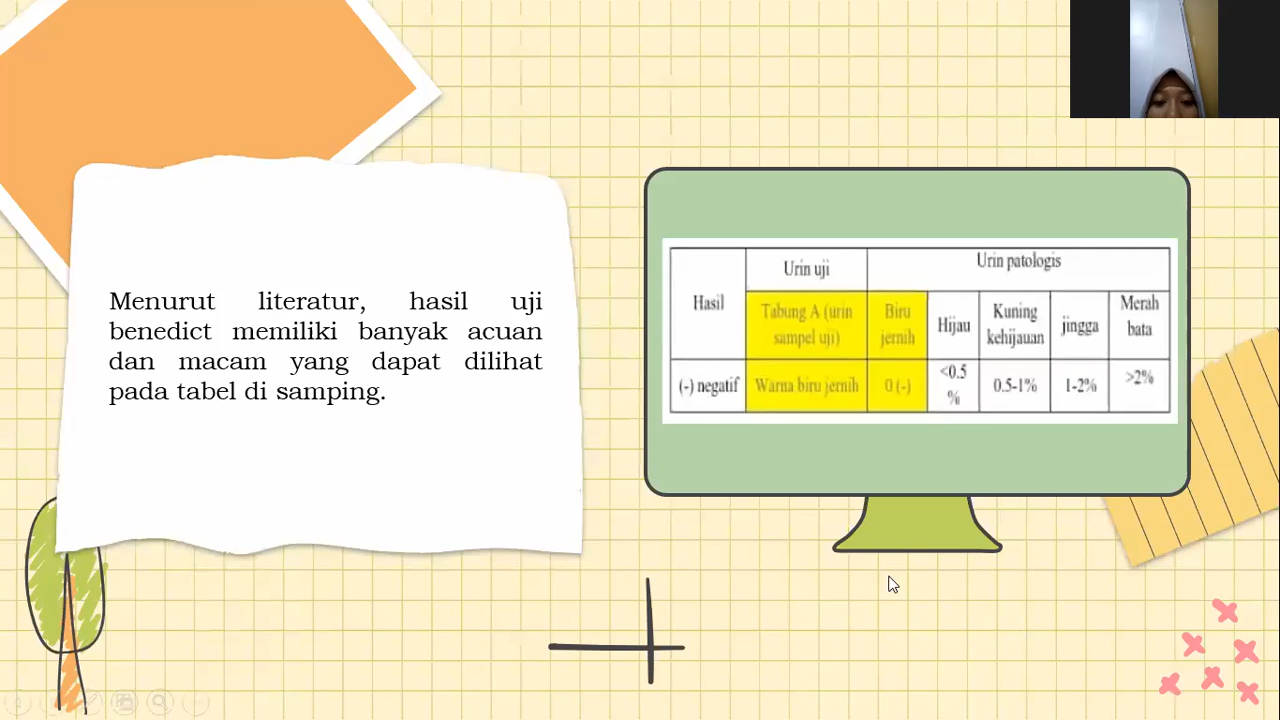 Menurut literatur, hasil uji
benedict memiliki banyak acuan
dan macam yang dapat dilihat
pada tabel di samping.
Hasil
Urin uji
Urin patologis
Tabung A (urin
sampel uji)
Biru
jernih
Hijau
Kuning
kehijauan
jingga
Merah
bata
(-) negatif
Warna biru jernih
0 (-)
<0.5
%
0.5-1%
1-2%
>2%